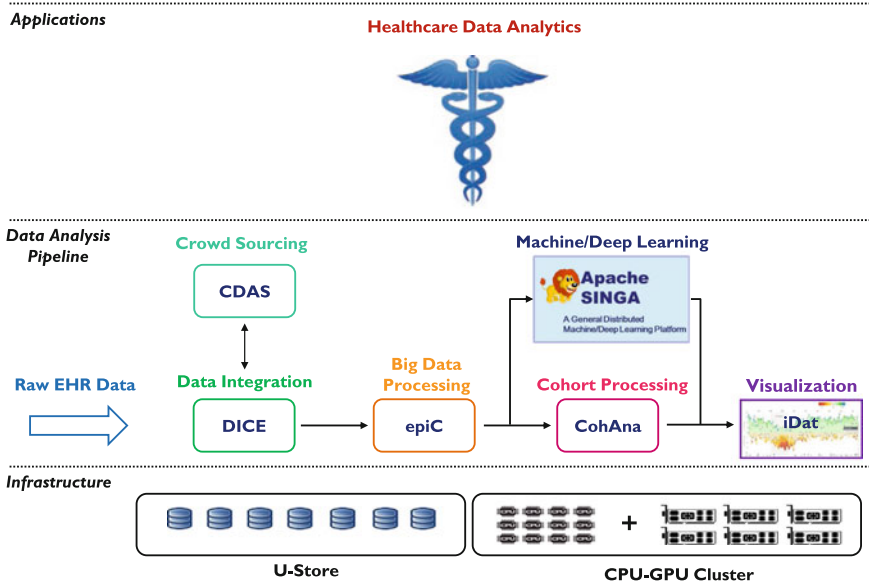 Applications
Healthcare Data Analytics
Data Analysis
Pipeline
Crowd Sourcing
CDAS
Machine/Deep Learning
Apache
SINGA
A General Distributed
Machine/Deep Learning Platform
Raw EHR Data
Data Integration
DICE
Big Data
Processing
epiC
Cohort Processing
CohAna
Visualization
iDat
Infrastructure
+
U-Store
CPU-GPU Cluster